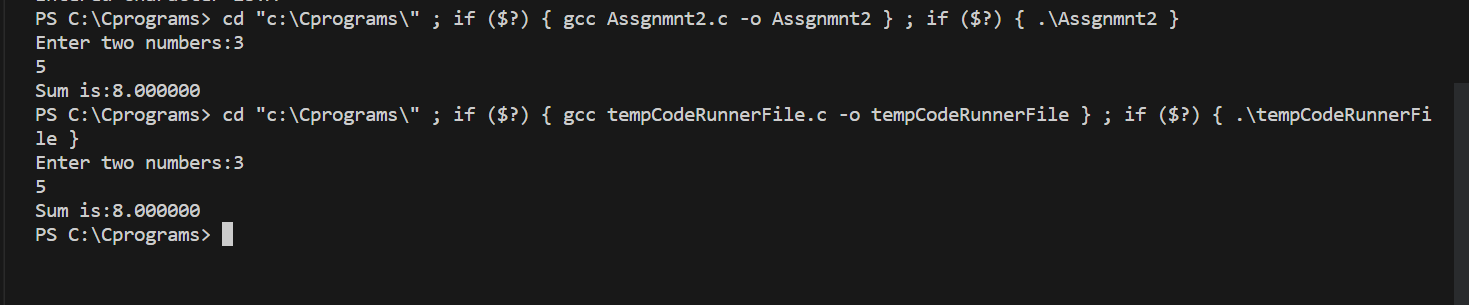 PS C:\Cprograms> cd "c:\Cprograms\" ; if ($?) { gcc Assgnmnt2.c -o Assgnmnt2 } ; if ($?) { .\Assgnmnt2 }
Enter two numbers:3
5
Sum is:8.000000
PS C:\Cprograms> cd "c:\Cprograms\" ; if ($?) { gcc tempCodeRunnerFile.c -o tempCodeRunnerFile } ; if ($?) { .\tempCodeRunnerFi
le }
Enter two numbers:3
5
Sum is:8.000000
PS C:\Cprograms>